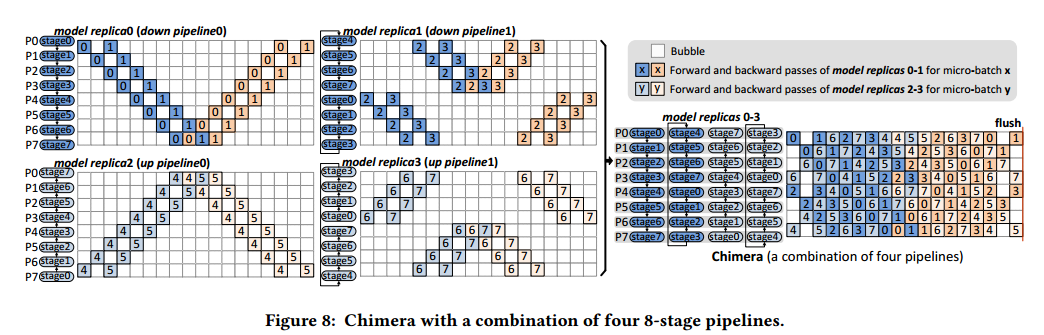 model replica0 (down pipeline0)
P0 stage0 0 1 0 1
P1 stage1 0 1 0 1
P2 stage2 0 1 0 1
P3 stage3 0 1 0 1
P4 stage4 0 1 0 1
P5 stage5 0 1 0 1
P6 stage6 0 1 0 1
P7 stage7 0 0 1 1
model replica1 (down pipeline1)
stage4 2 3 2 3
stage5 2 3 2 3
stage6 2 3 2 3
stage7 2 2 3 3
stage0 2 3 2 3
stage1 2 3 2 3
stage2 2 3 2 3
stage3 2 3 2 3
model replica2 (up pipeline0)
P0 stage7 4 4 5 5
P1 stage6 4 5 4 5
P2 stage5 4 5 4 5
P3 stage4 4 5 4 5
P4 stage3 4 5 4 5
P5 stage2 4 5 4 5
P6 stage1 4 5 4 5
P7 stage0 4 5 4 5
model replica3 (up pipeline1)
stage3 6 7 6 7
stage2 6 7 6 7
stage1 6 7 6 7
stage0 6 7 6 7
stage7 6 6 7 7
stage6 6 7 6 7
stage5 6 7 6 7
stage4 6 7 6 7
Bubble
x x Forward and backward passes of model replicas 0-1 for micro-batch x
y y Forward and backward passes of model replicas 2-3 for micro-batch y
model replicas 0-3
flush
P0 stage0 stage4 stage7 stage3 0 1 6 2 7 3 4 4 5 5 2 6 3 7 0 1
P1 stage1 stage5 stage6 stage2 0 6 1 7 2 4 3 5 4 2 5 3 6 0 7 1
P2 stage2 stage6 stage5 stage1 6 0 7 1 4 2 5 3 2 4 3 5 0 6 1 7
P3 stage3 stage7 stage4 stage0 6 7 0 4 1 5 2 2 3 3 4 0 5 1 6 7
P4 stage4 stage0 stage3 stage7 2 3 4 0 5 1 6 6 7 7 0 4 1 5 2 3
P5 stage5 stage1 stage2 stage6 2 4 3 5 0 6 1 7 6 0 7 1 4 2 5 3
P6 stage6 stage2 stage1 stage5 4 2 5 3 6 0 7 1 0 6 1 7 2 4 3 5
P7 stage7 stage3 stage0 stage4 4 5 2 6 3 7 0 0 1 1 6 2 7 3 4 5
Chimera (a combination of four pipelines)
Figure 8: Chimera with a combination of four 8-stage pipelines.